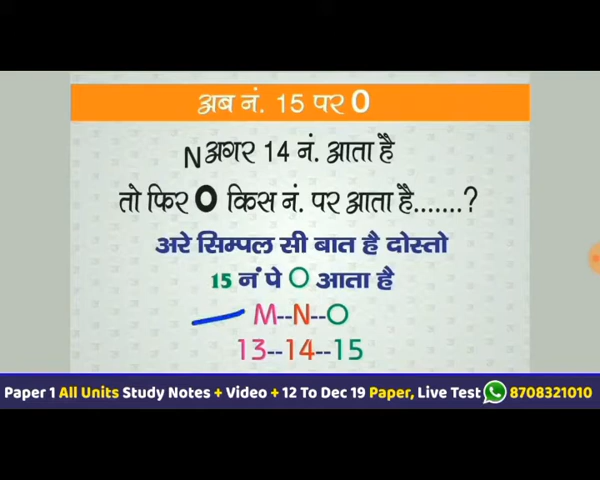 अब नं. 15 पर O
N अगर 14 नं. आता है
तो फिर O किस नं. पर आता है.......?
अरे सिम्पल सी बात है दोस्तो
15 नं पे O आता है
M--N--O
13--14--15
Paper 1 All Units Study Notes + Video + 12 To Dec 19 Paper, Live Test 8708321010